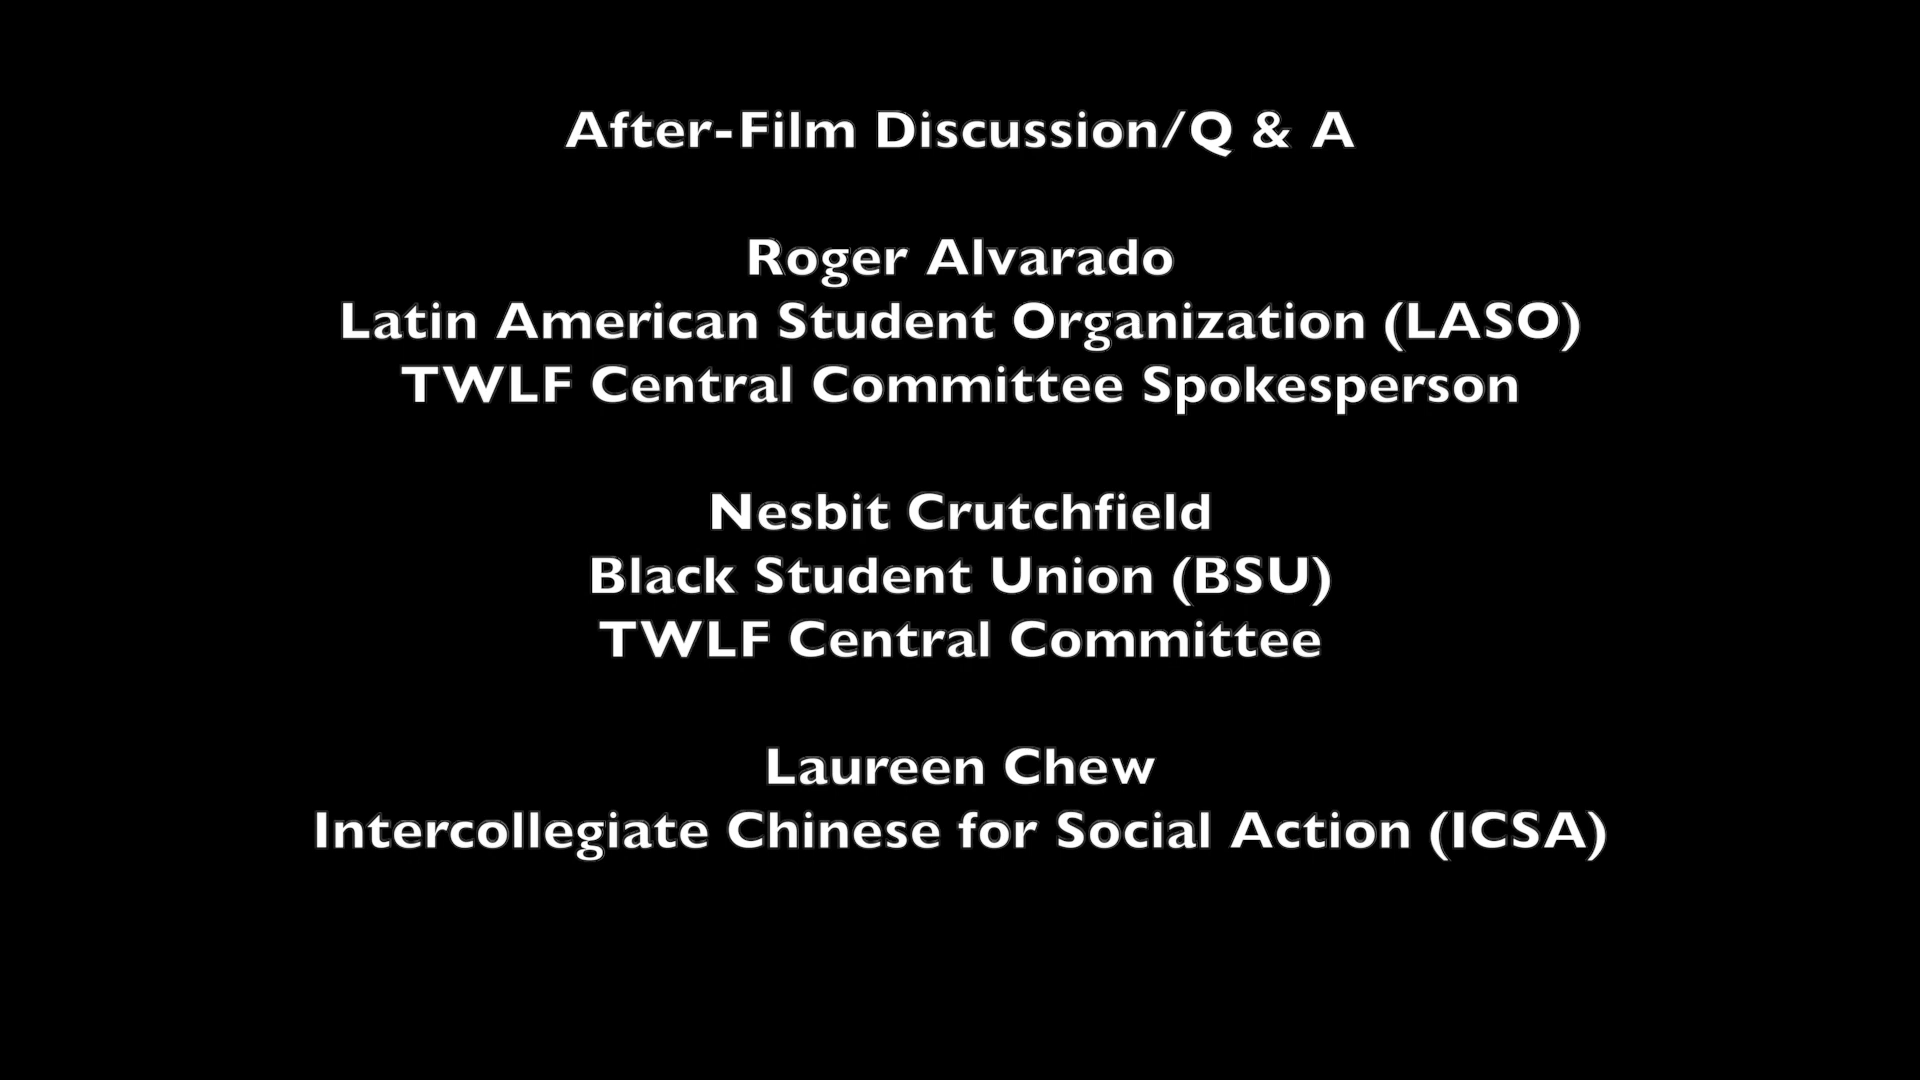 After-Film Discussion/Q & A
Roger Alvarado
Latin American Student Organization (LASO)
TWLF Central Committee Spokesperson
Nesbit Crutchfield
Black Student Union (BSU)
TWLF Central Committee
Laureen Chew
Intercollegiate Chinese for Social Action (ICSA)